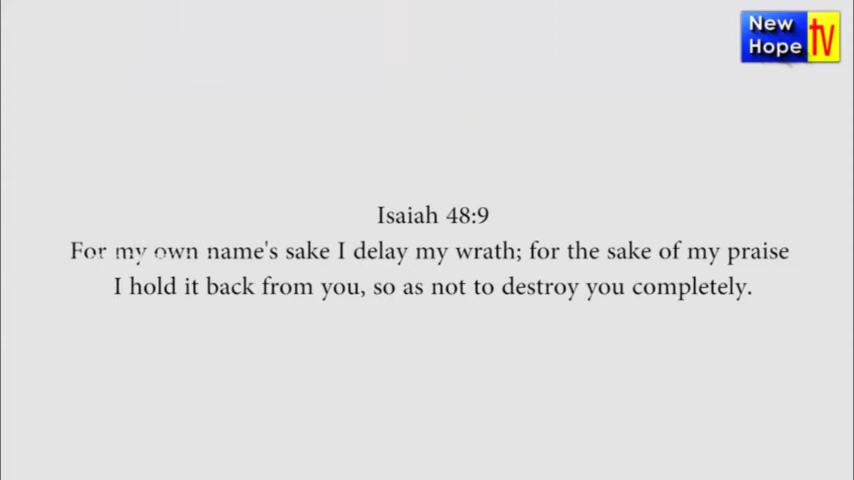 New
Hope
tv
Isaiah 48:9
For my own name's sake I delay my wrath; for the sake of my praise
I hold it back from you, so as not to destroy you completely.